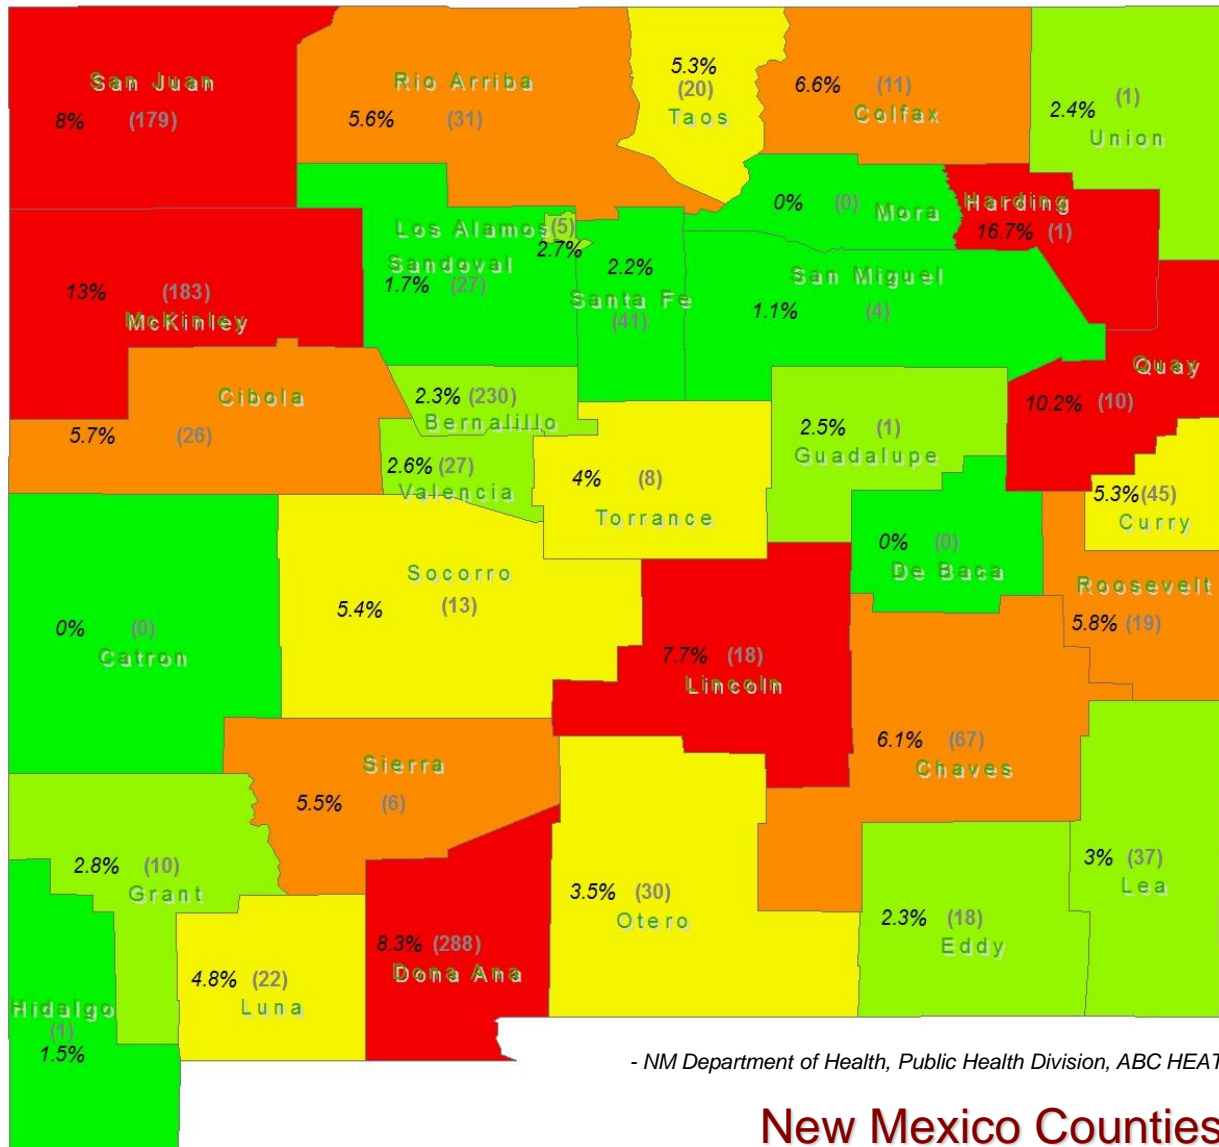 San Juan
8% (179)
Rio Arriba
5.6% (31)
5.3%
(20)
Taos
6.6% (11)
Colfax
(1)
2.4%
Union
0% (0) Mora
Harding
16.7% (1)
Los Alamos (5)
2.7%
Sandoval
1.7% (27)
2.2%
Santa Fe
(41)
San Miguel
1.1% (4)
13% (183)
McKinley
Quay
10.2% (10)
Cibola
5.7% (26)
2.3% (230)
Bernalillo
2.6% (27)
Valencia
4% (8)
Torrance
2.5% (1)
Guadalupe
5.3% (45)
Curry
0% (0)
De Baca
Roosevelt
5.8% (19)
Socorro
5.4% (13)
0% (0)
Catron
7.7% (18)
Lincoln
6.1% (67)
Chaves
Sierra
5.5% (6)
2.8% (10)
Grant
3.5% (30)
Otero
3% (37)
Lea
2.3% (18)
Eddy
8.3% (288)
Dona Ana
4.8% (22)
Luna
Hidalgo
(1)
1.5%
- NM Department of Health, Public Health Division, ABC HEAT
New Mexico Counties